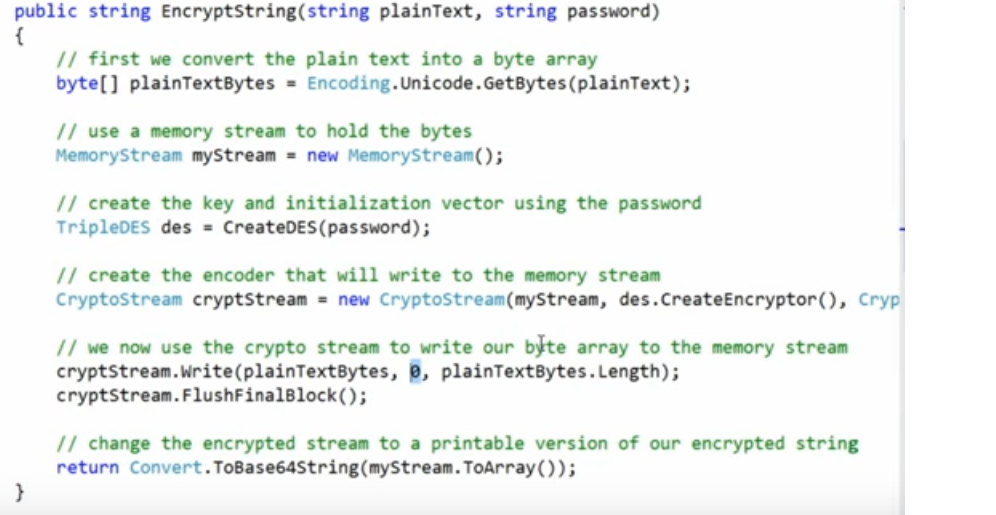 public string EncryptString(string plainText, string password)
{
// first we convert the plain text into a byte array
byte[] plainTextBytes = Encoding.Unicode.GetBytes(plainText);
// use a memory stream to hold the bytes
MemoryStream myStream = new MemoryStream();
// create the key and initialization vector using the password
TripleDES des = CreateDES(password);
// create the encoder that will write to the memory stream
CryptoStream cryptStream = new CryptoStream(myStream, des.CreateEncryptor(), Cryp
// we now use the crypto stream to write our byte array to the memory stream
cryptStream.Write(plainTextBytes, 0, plainTextBytes.Length);
cryptStream.FlushFinalBlock();
// change the encrypted stream to a printable version of our encrypted string
return Convert.ToBase64String(myStream.ToArray());
}